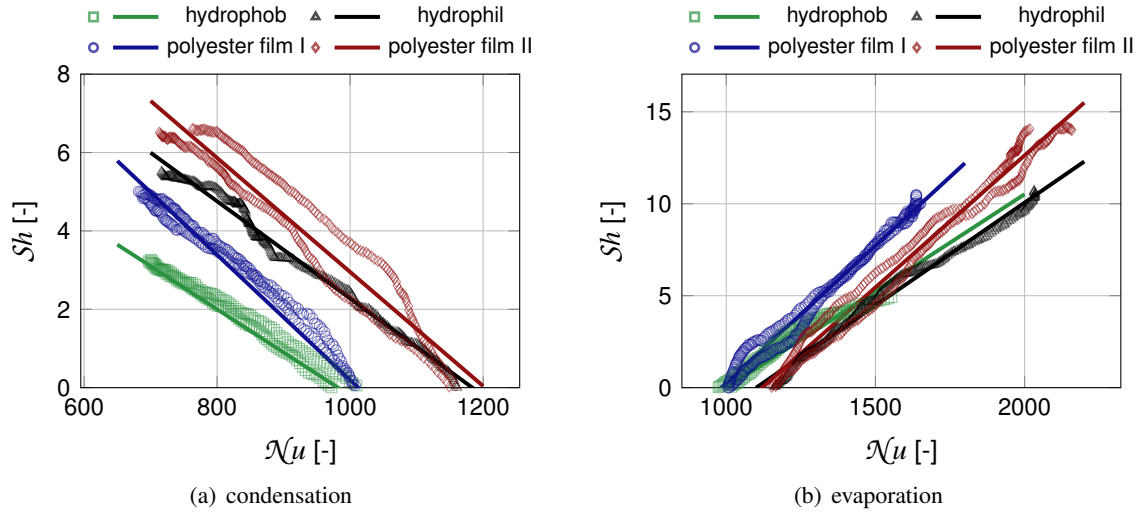 hydrophob hydrophil
polyester film I polyester film II
8
6
4
2
0
600 800 1000 1200
Sh [-]
Nu [-]
(a) condensation
hydrophob hydrophil
polyester film I polyester film II
15
10
5
0
1000 1500 2000
Sh [-]
Nu [-]
(b) evaporation